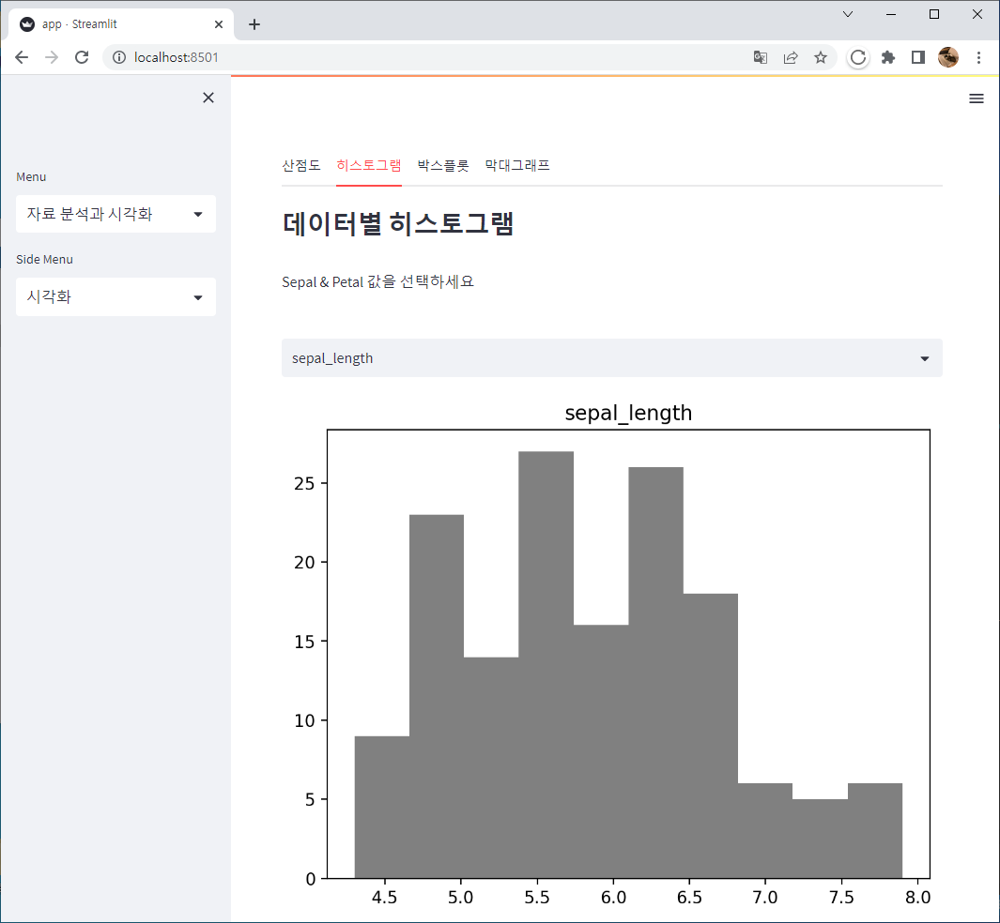 app · Streamlit
localhost:8501
Menu
자료 분석과 시각화
Side Menu
시각화
산점도 히스토그램 박스플롯 막대그래프
데이터별 히스토그램
Sepal & Petal 값을 선택하세요
sepal_length
sepal_length
25
20
15
10
5
0
4.5 5.0 5.5 6.0 6.5 7.0 7.5 8.0